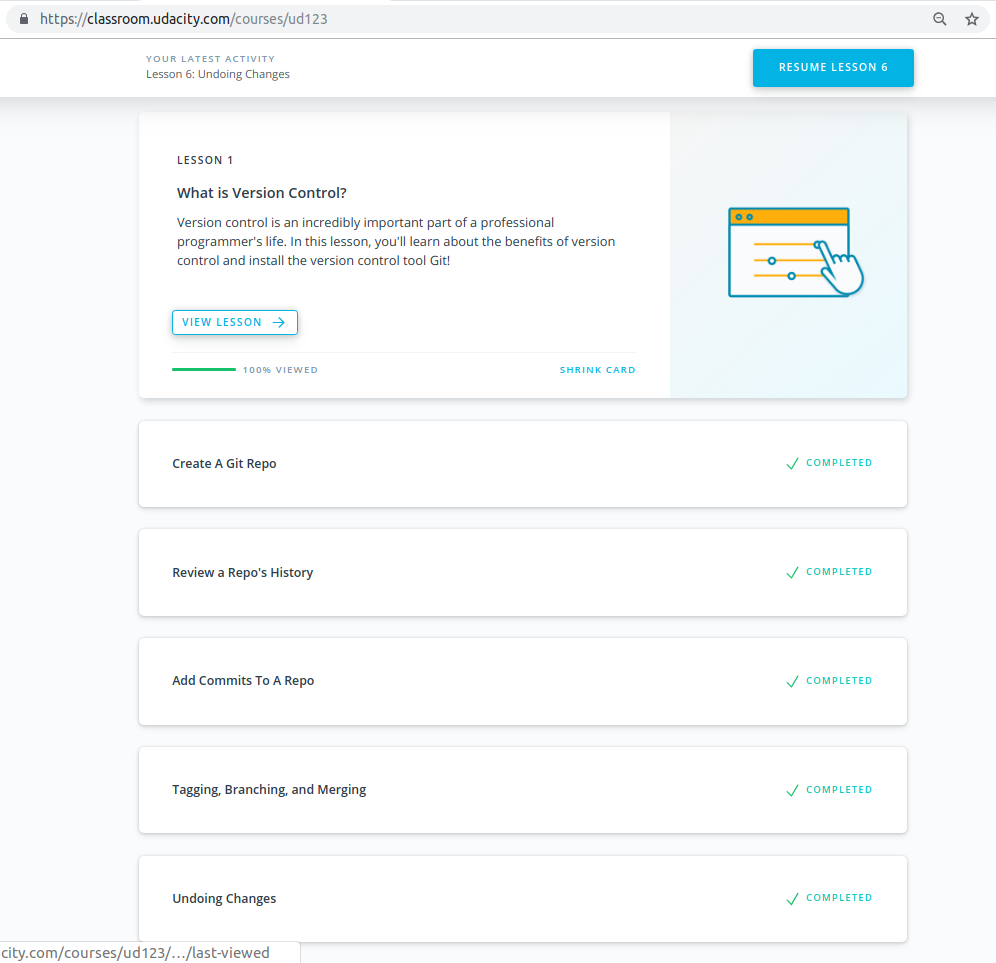 https://classroom.udacity.com/courses/ud123
YOUR LATEST ACTIVITY
Lesson 6: Undoing Changes
RESUME LESSON 6
LESSON 1
What is Version Control?
Version control is an incredibly important part of a professional
programmer's life. In this lesson, you'll learn about the benefits of version
control and install the version control tool Git!
VIEW LESSON
100% VIEWED
SHRINK CARD
Create A Git Repo
COMPLETED
Review a Repo's History
COMPLETED
Add Commits To A Repo
COMPLETED
Tagging, Branching, and Merging
COMPLETED
Undoing Changes
COMPLETED
city.com/courses/ud123/…/last-viewed